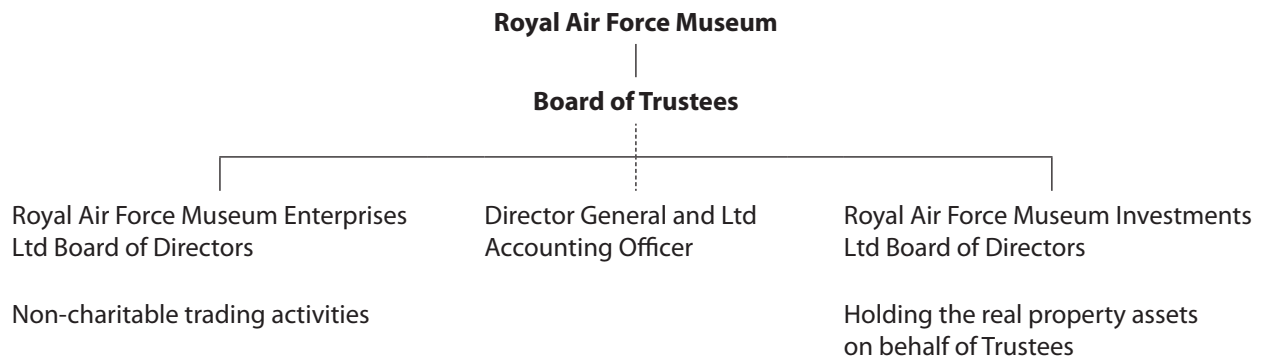 Royal Air Force Museum
Board of Trustees
Royal Air Force Museum Enterprises
Ltd Board of Directors
Non-charitable trading activities
Director General and Ltd
Accounting Officer
Royal Air Force Museum Investments
Ltd Board of Directors
Holding the real property assets
on behalf of Trustees